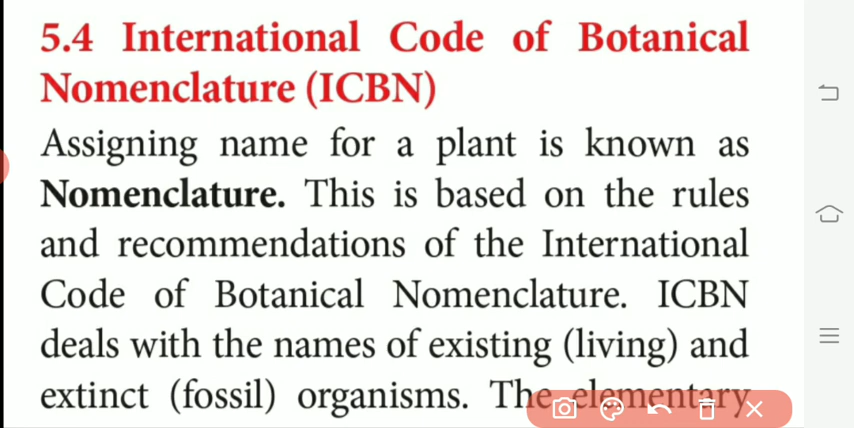 5.4 International Code of Botanical
Nomenclature (ICBN)
Assigning name for a plant is known as
Nomenclature. This is based on the rules
and recommendations of the International
Code of Botanical Nomenclature. ICBN
deals with the names of existing (living) and
extinct (fossil) organisms. The elementary